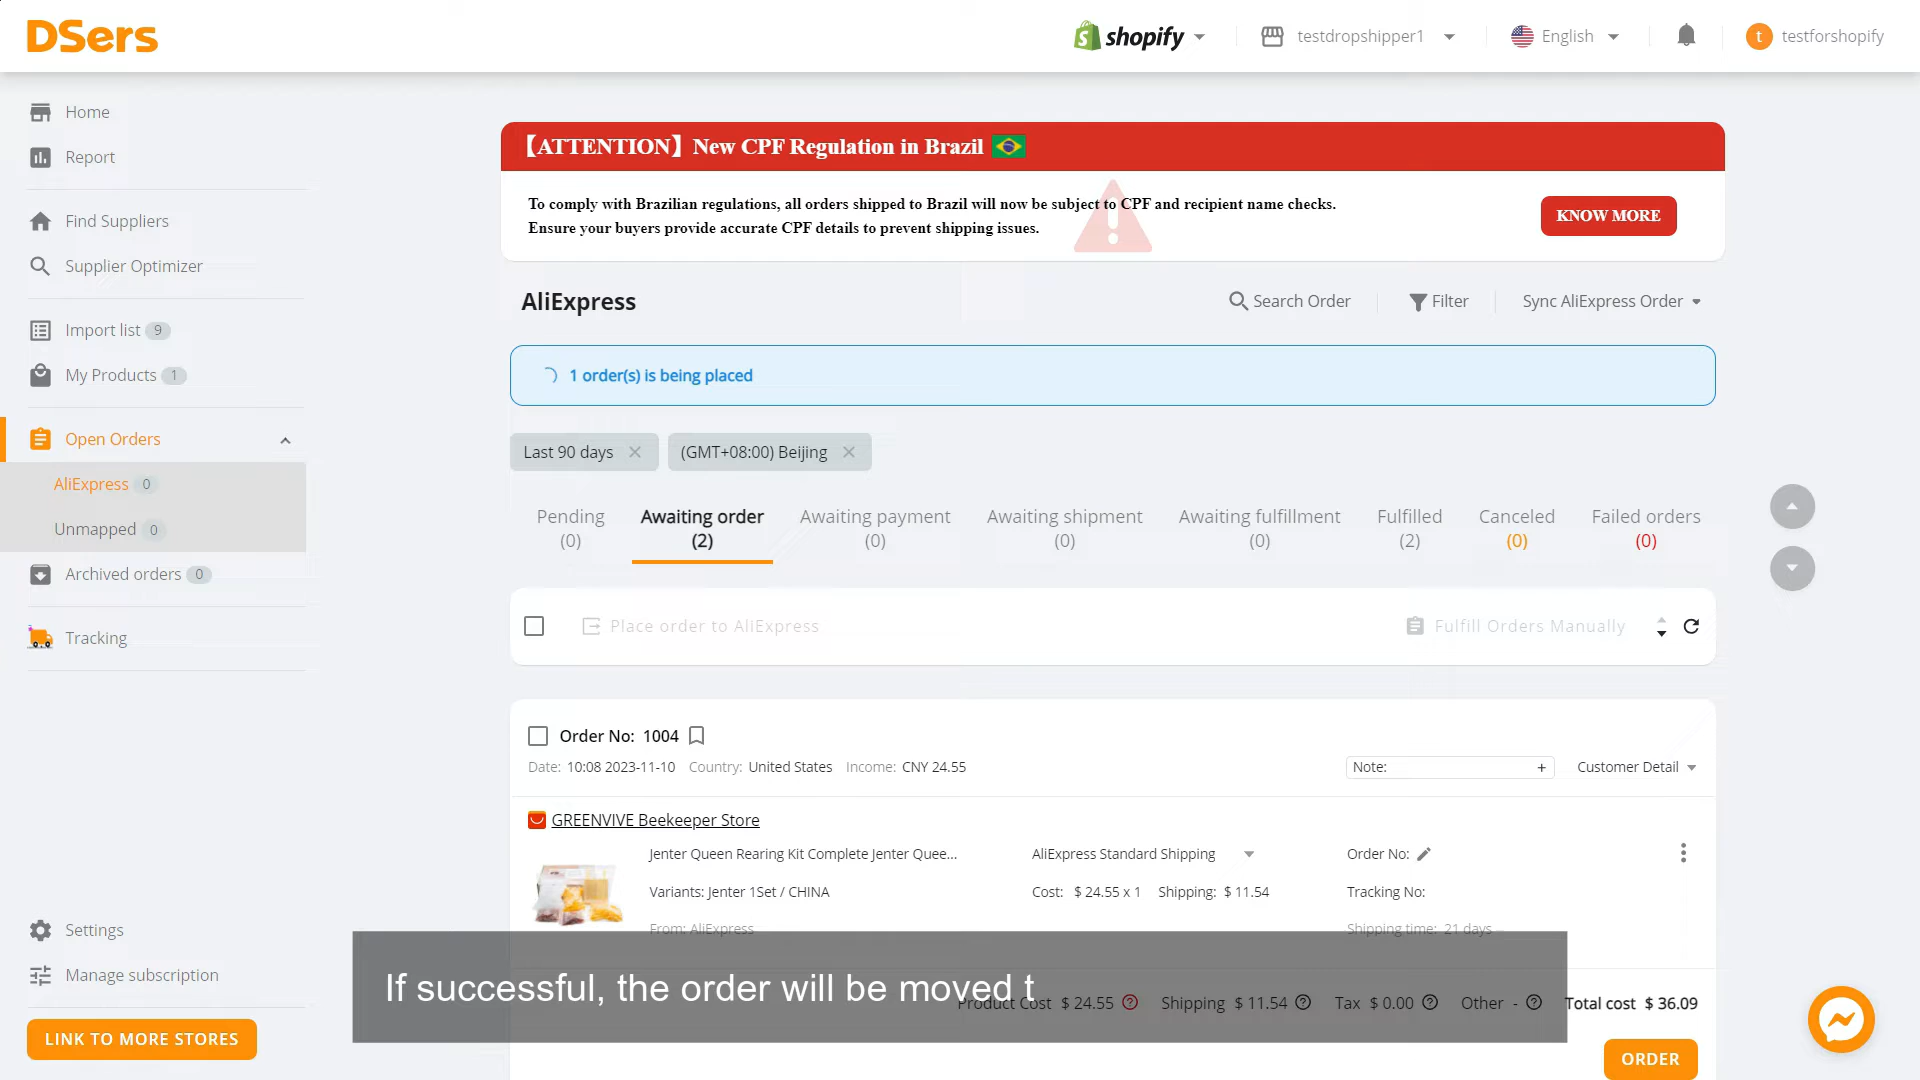 DSers
shopify
testdropshipper1
English
t
testforshopify
Home
Report
Find Suppliers
Supplier Optimizer
Import list 9
My Products 1
Open Orders
AliExpress 0
Unmapped 0
Archived orders 0
Tracking
Settings
Manage subscription
LINK TO MORE STORES
【ATTENTION】New CPF Regulation in Brazil
To comply with Brazilian regulations, all orders shipped to Brazil will now be subject to CPF and recipient name checks.
Ensure your buyers provide accurate CPF details to prevent shipping issues.
KNOW MORE
AliExpress
Search Order
Filter
Sync AliExpress Order
1 order(s) is being placed
Last 90 days
(GMT+08:00) Beijing
Pending (0)
Awaiting order (2)
Awaiting payment (0)
Awaiting shipment (0)
Awaiting fulfillment (0)
Fulfilled (2)
Canceled (0)
Failed orders (0)
Place order to AliExpress
Fulfill Orders Manually
Order No: 1004
Date: 10:08 2023-11-10 Country: United States Income: CNY 24.55
Note: +
Customer Detail
GREENVIVE Beekeeper Store
Jenter Queen Rearing Kit Complete Jenter Quee...
AliExpress Standard Shipping
Order No:
Variants: Jenter 1Set / CHINA
Cost: $ 24.55 x 1 Shipping: $ 11.54
Tracking No:
From: AliExpress
Shipping time: 21 days
If successful, the order will be moved t
Product Cost $ 24.55 Shipping $ 11.54 Tax $ 0.00 Other - Total cost $ 36.09
ORDER